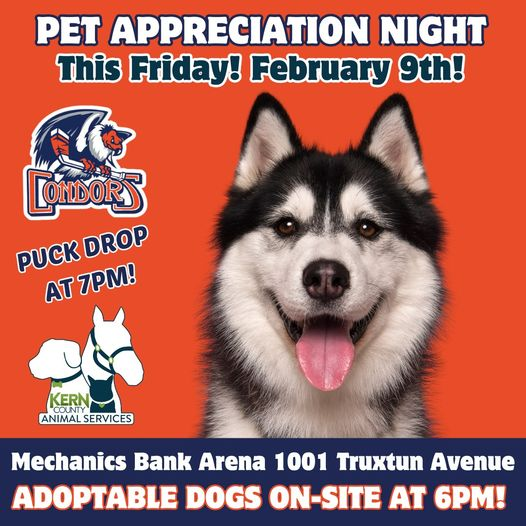 PET APPRECIATION NIGHT
This Friday! February 9th!
CONDORS
PUCK DROP
AT 7PM!
KERN
COUNTY
ANIMAL SERVICES
Mechanics Bank Arena 1001 Truxtun Avenue
ADOPTABLE DOGS ON-SITE AT 6PM!